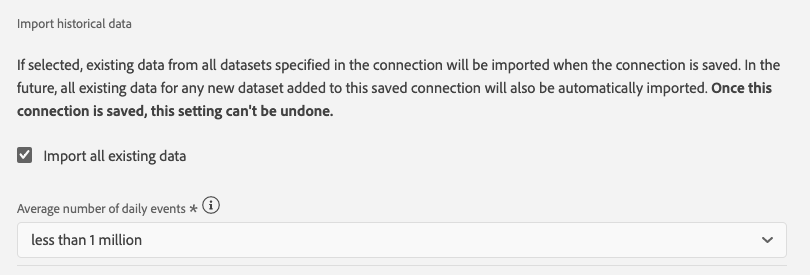 Import historical data
If selected, existing data from all datasets specified in the connection will be imported when the connection is saved. In the
future, all existing data for any new dataset added to this saved connection will also be automatically imported. Once this
connection is saved, this setting can't be undone.
Import all existing data
Average number of daily events *
less than 1 million